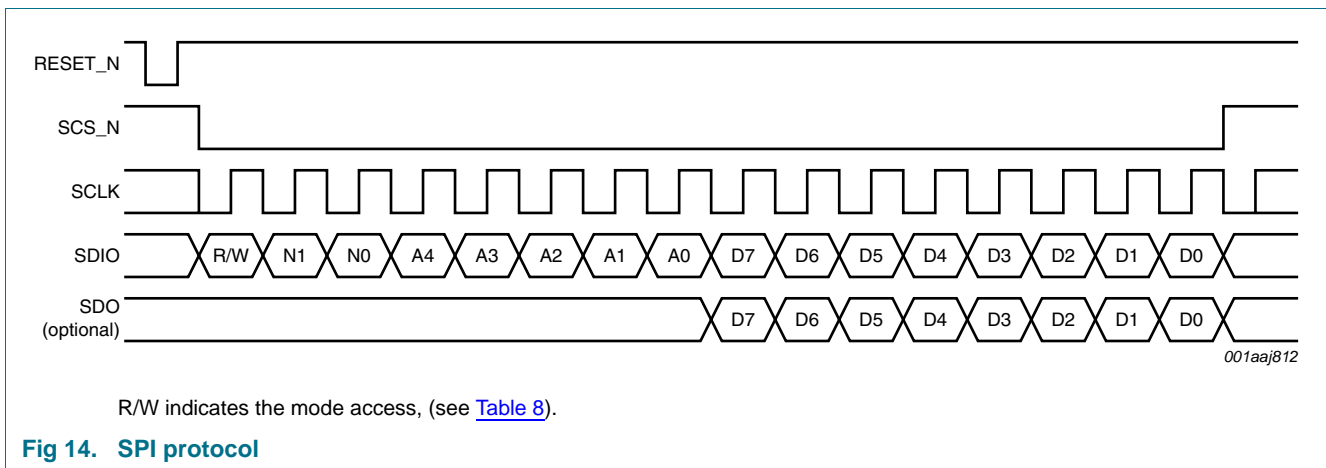 RESET_N
SCS_N
SCLK
SDIO R/W N1 N0 A4 A3 A2 A1 A0 D7 D6 D5 D4 D3 D2 D1 D0
SDO
(optional) D7 D6 D5 D4 D3 D2 D1 D0
001aaj812
R/W indicates the mode access, (see Table 8).
Fig 14. SPI protocol